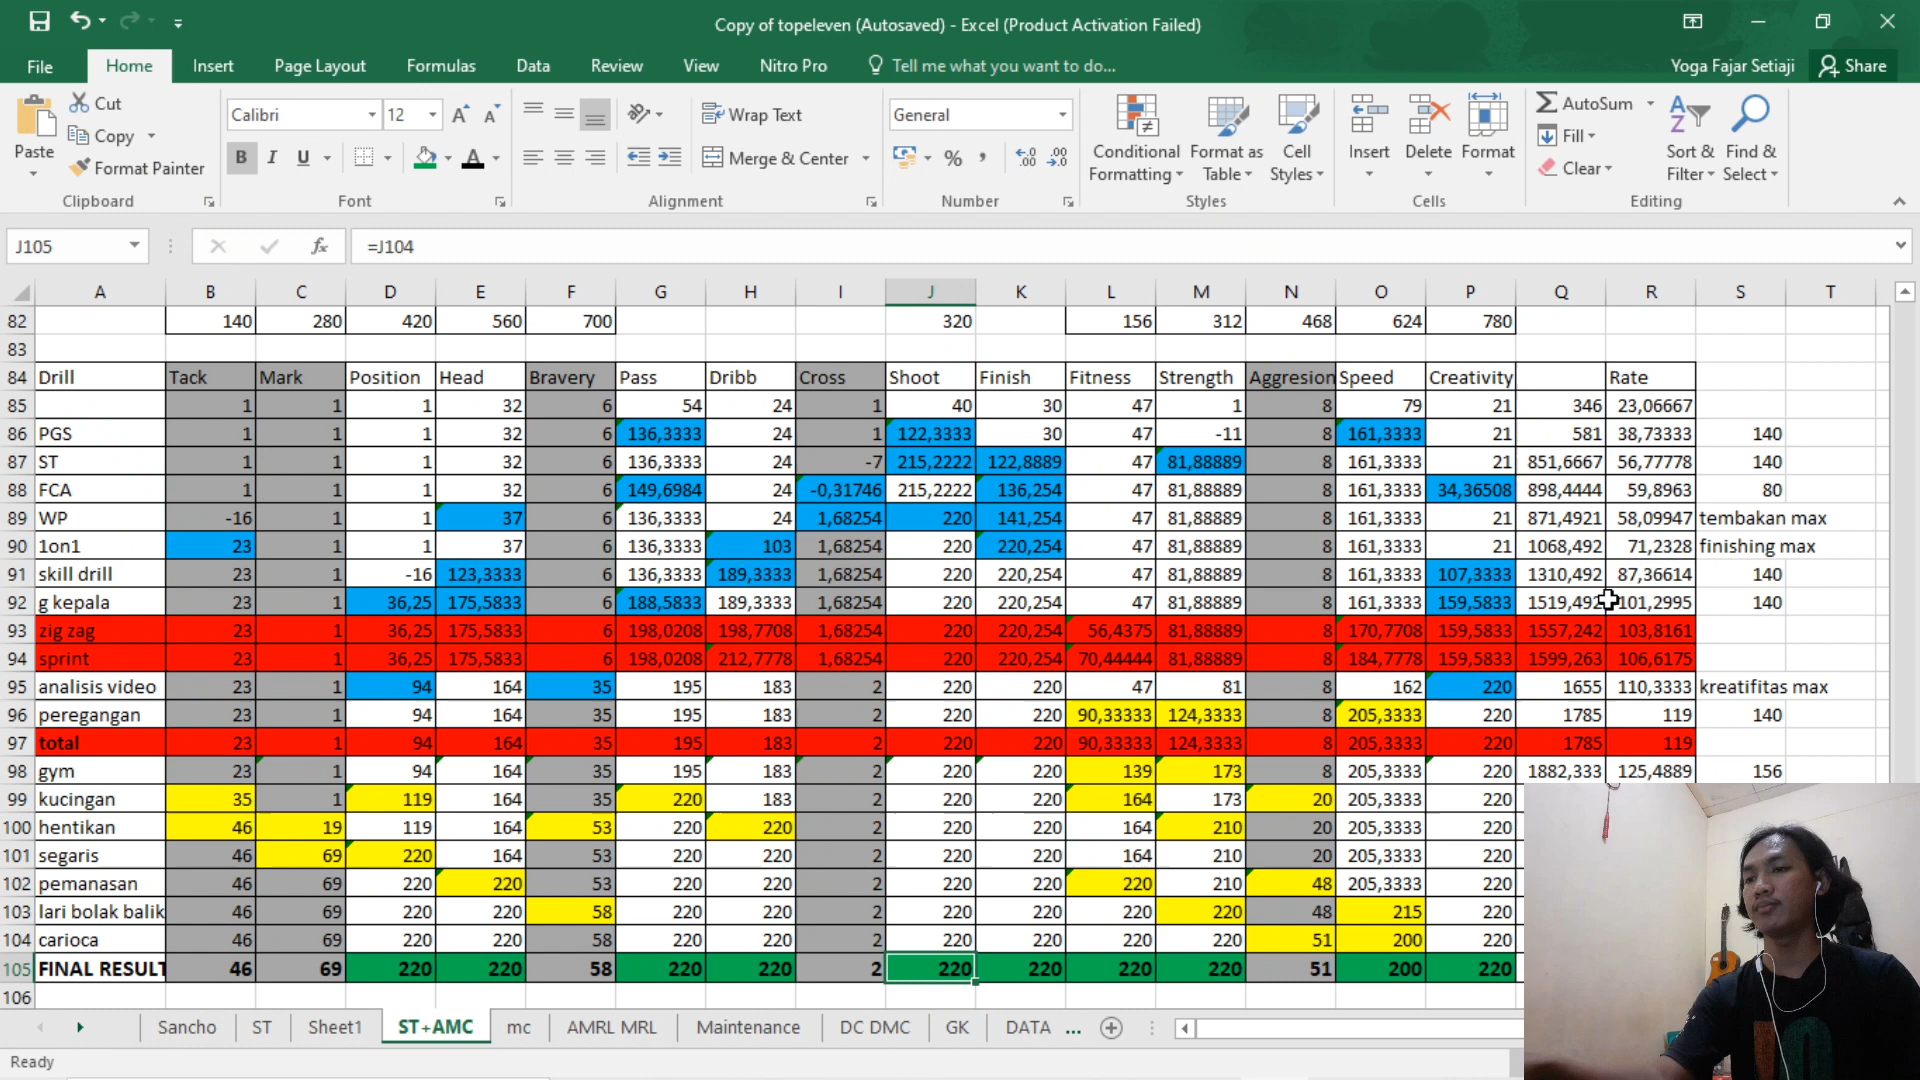 Copy of topeleven (Autosaved) - Excel (Product Activation Failed)
File Home Insert Page Layout Formulas Data Review View Nitro Pro Tell me what you want to do... Yoga Fajar Setiaji Share
Paste Cut Copy Format Painter Clipboard
Calibri 12 B I U A Font
Wrap Text Merge & Center Alignment
General % , Number
Conditional Formatting Format as Table Cell Styles Styles
Insert Delete Format Cells
AutoSum Fill Clear Sort & Filter Find & Select Editing
J105 fx =J104
A B C D E F G H I J K L M N O P Q R S T
82 140 280 420 560 700 320 156 312 468 624 780
83
84 Drill Tack Mark Position Head Bravery Pass Dribb Cross Shoot Finish Fitness Strength Aggresion Speed Creativity Rate
85 1 1 1 32 6 54 24 1 40 30 47 1 8 79 21 346 23,06667
86 PGS 1 1 1 32 6 136,3333 24 1 122,3333 30 47 -11 8 161,3333 21 581 38,73333 140
87 ST 1 1 1 32 6 136,3333 24 -7 215,2222 122,8889 47 81,88889 8 161,3333 21 851,6667 56,77778 140
88 FCA 1 1 1 32 6 149,6984 24 -0,31746 215,2222 136,254 47 81,88889 8 161,3333 34,36508 898,4444 59,8963 80
89 WP -16 1 1 37 6 136,3333 24 1,68254 220 141,254 47 81,88889 8 161,3333 21 871,4921 58,09947 tembakan max
90 1on1 23 1 1 37 6 136,3333 103 1,68254 220 220,254 47 81,88889 8 161,3333 21 1068,492 71,2328 finishing max
91 skill drill 23 1 -16 123,3333 6 136,3333 189,3333 1,68254 220 220,254 47 81,88889 8 161,3333 107,3333 1310,492 87,36614 140
92 g kepala 23 1 36,25 175,5833 6 188,5833 189,3333 1,68254 220 220,254 47 81,88889 8 161,3333 159,5833 1519,492 101,2995 140
93 zig zag 23 1 36,25 175,5833 6 198,0208 198,7708 1,68254 220 220,254 56,4375 81,88889 8 170,7708 159,5833 1557,242 103,8161
94 sprint 23 1 36,25 175,5833 6 198,0208 212,7778 1,68254 220 220,254 70,44444 81,88889 8 184,7778 159,5833 1599,263 106,6175
95 analisis video 23 1 94 164 35 195 183 2 220 220 47 81 8 162 220 1655 110,3333 kreatifitas max
96 peregangan 23 1 94 164 35 195 183 2 220 220 90,33333 124,3333 8 205,3333 220 1785 119 140
97 total 23 1 94 164 35 195 183 2 220 220 90,33333 124,3333 8 205,3333 220 1785 119
98 gym 23 1 94 164 35 195 183 2 220 220 139 173 8 205,3333 220 1882,333 125,4889 156
99 kucingan 35 1 119 164 35 220 183 2 220 220 164 173 20 205,3333 220
100 hentikan 46 19 119 164 53 220 220 2 220 220 164 210 20 205,3333 220
101 segaris 46 69 220 164 53 220 220 2 220 220 164 210 20 205,3333 220
102 pemanasan 46 69 220 220 53 220 220 2 220 220 220 210 48 205,3333 220
103 lari bolak balik 46 69 220 220 58 220 220 2 220 220 220 220 48 215 220
104 carioca 46 69 220 220 58 220 220 2 220 220 220 220 51 200 220
105 FINAL RESULT 46 69 220 220 58 220 220 2 220 220 220 220 51 200 220
106
Sancho ST Sheet1 ST+AMC mc AMRL MRL Maintenance DC DMC GK DATA ...
Ready